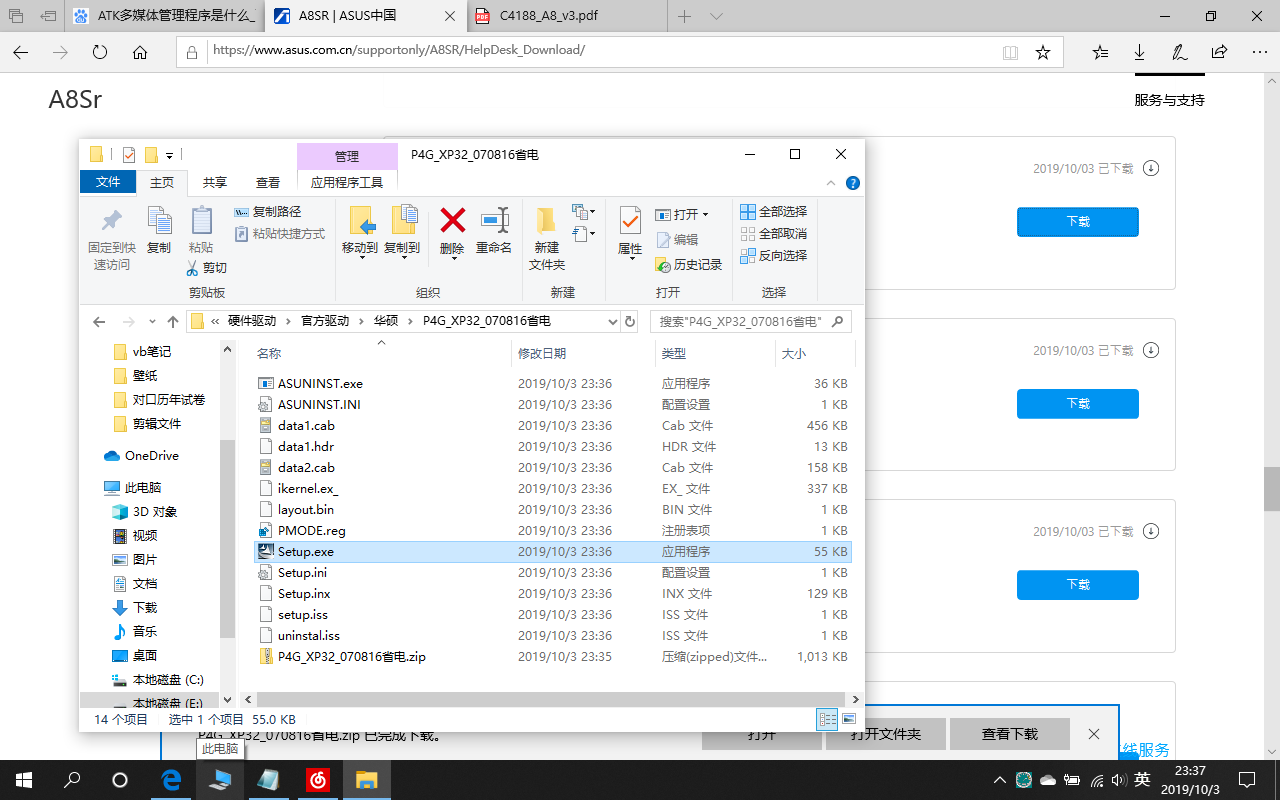 ATK多媒体管理程序是什么_
A8SR | ASUS中国
C4188_A8_v3.pdf
https://www.asus.com.cn/supportonly/A8SR/HelpDesk_Download/
A8Sr
服务与支持
管理
P4G_XP32_070816省电
文件
主页
共享
查看
应用程序工具
固定到快速访问
复制
粘贴
复制路径
粘贴快捷方式
剪切
剪贴板
移动到
复制到
删除
重命名
组织
新建
文件夹
新建
属性
打开
编辑
历史记录
打开
全部选择
全部取消
反向选择
选择
« 硬件驱动 › 官方驱动 › 华硕 › P4G_XP32_070816省电
搜索"P4G_XP32_070816省电"
vb笔记
壁纸
对口历年试卷
剪辑文件
OneDrive
此电脑
3D 对象
视频
图片
文档
下载
音乐
桌面
本地磁盘 (C:)
本地磁盘 (E:)
名称 修改日期 类型 大小
ASUNINST.exe 2019/10/3 23:36 应用程序 36 KB
ASUNINST.INI 2019/10/3 23:36 配置设置 1 KB
data1.cab 2019/10/3 23:36 Cab 文件 456 KB
data1.hdr 2019/10/3 23:36 HDR 文件 13 KB
data2.cab 2019/10/3 23:36 Cab 文件 158 KB
ikernel.ex_ 2019/10/3 23:36 EX_ 文件 337 KB
layout.bin 2019/10/3 23:36 BIN 文件 1 KB
PMODE.reg 2019/10/3 23:36 注册表项 1 KB
Setup.exe 2019/10/3 23:36 应用程序 55 KB
Setup.ini 2019/10/3 23:36 配置设置 1 KB
Setup.inx 2019/10/3 23:36 INX 文件 129 KB
setup.iss 2019/10/3 23:36 ISS 文件 1 KB
uninstal.iss 2019/10/3 23:36 ISS 文件 1 KB
P4G_XP32_070816省电.zip 2019/10/3 23:35 压缩(zipped)文件... 1,013 KB
14 个项目 选中 1 个项目 55.0 KB
2019/10/03 已下载
下载
2019/10/03 已下载
下载
2019/10/03 已下载
下载
P4G_XP32_070816省电.zip 已完成下载。
打开
打开文件夹
查看下载
线服务
此电脑
英
23:37
2019/10/3